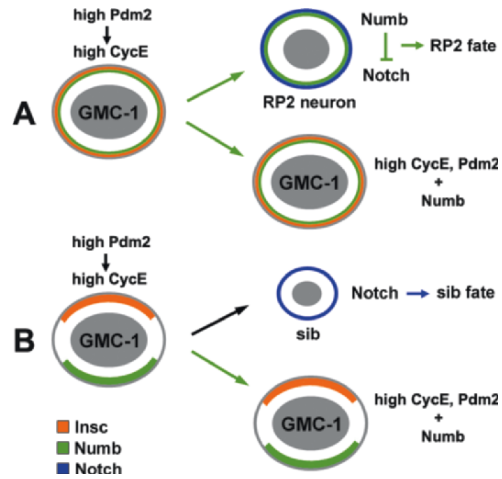 high Pdm2
high CycE
A
GMC-1
RP2 neuron
Numb
Notch
RP2 fate
GMC-1
high CycE, Pdm2
+
Numb
high Pdm2
high CycE
B
GMC-1
sib
Notch
sib fate
GMC-1
high CycE, Pdm2
+
Numb
Insc
Numb
Notch